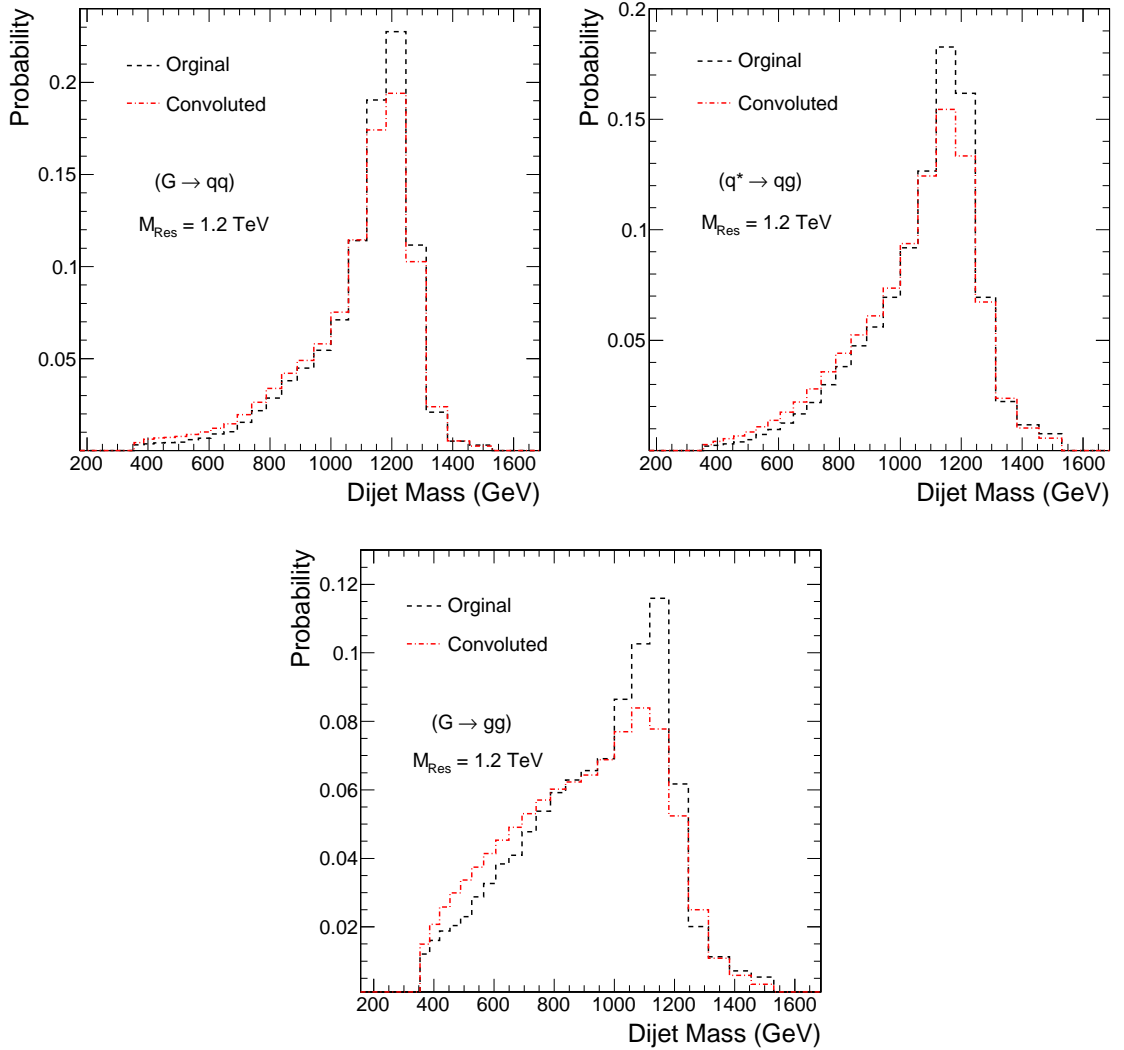 Probability
0.2
0.15
0.1
0.05
Orginal
Convoluted
(G → qq)
M_Res = 1.2 TeV
200 400 600 800 1000 1200 1400 1600
Dijet Mass (GeV)
Probability
0.2
0.15
0.1
0.05
Orginal
Convoluted
(q* → qg)
M_Res = 1.2 TeV
200 400 600 800 1000 1200 1400 1600
Dijet Mass (GeV)
Probability
0.12
0.1
0.08
0.06
0.04
0.02
Orginal
Convoluted
(G → gg)
M_Res = 1.2 TeV
200 400 600 800 1000 1200 1400 1600
Dijet Mass (GeV)